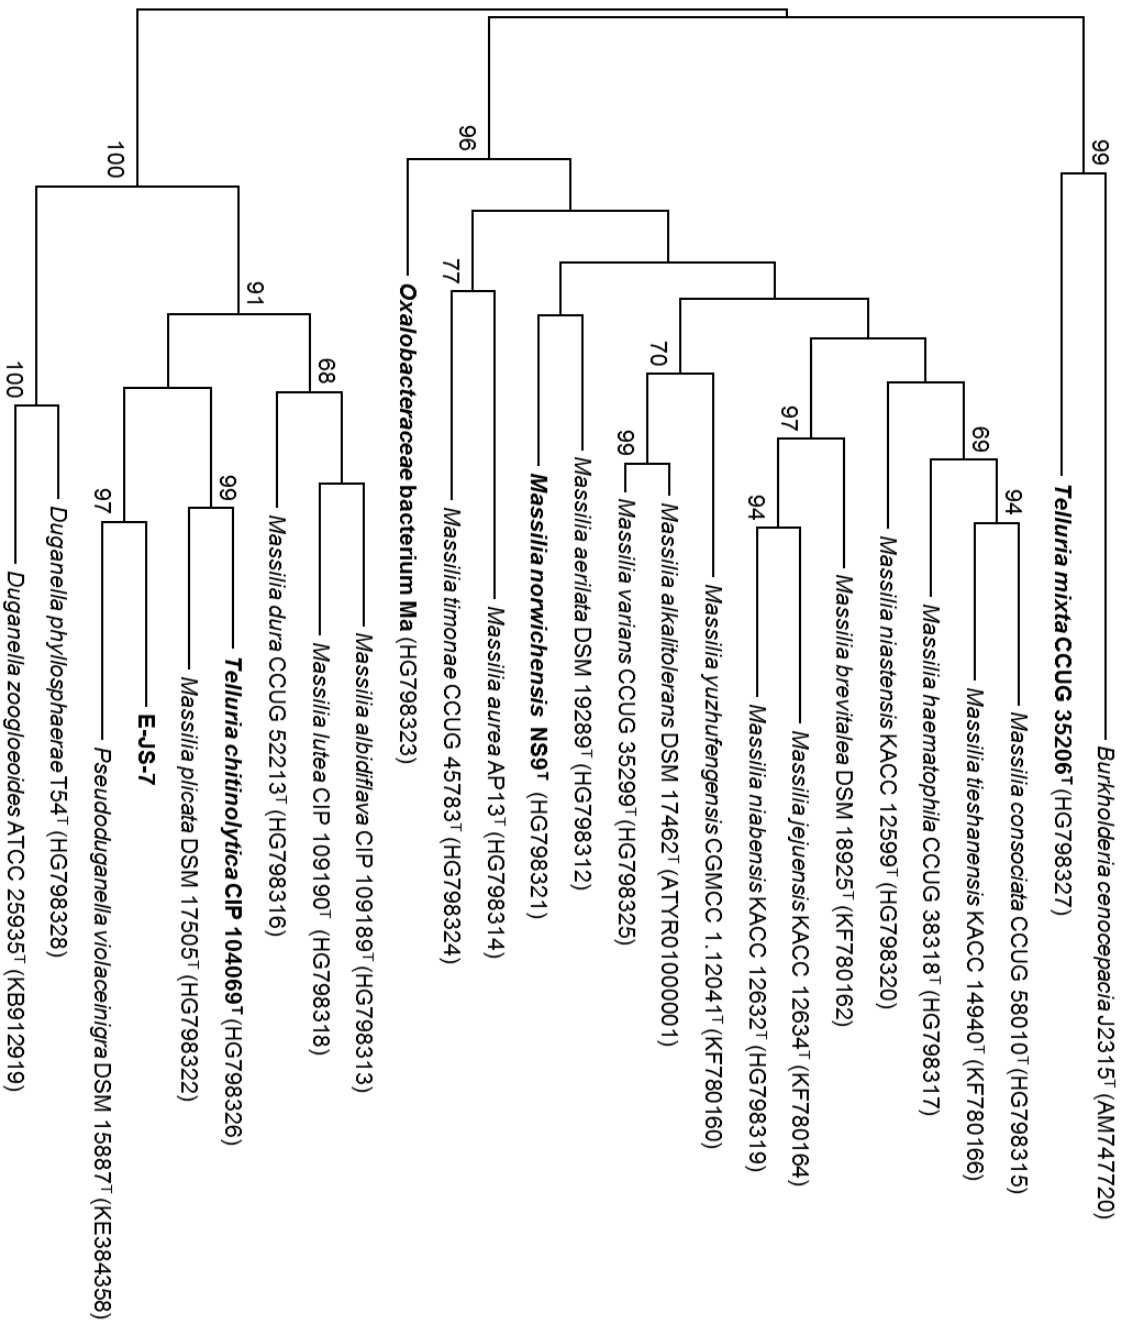 99
Burkholderia cenocepacia J2315ᵀ (AM747720)
Telluria mixta CCUG 35206ᵀ (HG798327)
94
Massilia consociata CCUG 58010ᵀ (HG798315)
69
Massilia tieshanensis KACC 14940ᵀ (KF780166)
Massilia haematophila CCUG 38318ᵀ (HG798317)
Massilia niastensis KACC 12599ᵀ (HG798320)
Massilia brevitalea DSM 18925ᵀ (KF780162)
97
Massilia jejuensis KACC 12634ᵀ (KF780164)
94
Massilia niabensis KACC 12632ᵀ (HG798319)
Massilia yuzhufengensis CGMCC 1.12041ᵀ (KF780160)
70
Massilia alkalitolerans DSM 17462ᵀ (ATYR01000001)
99
Massilia varians CCUG 35299ᵀ (HG798325)
Massilia aerilata DSM 19289ᵀ (HG798312)
Massilia norwichensis NS9ᵀ (HG798321)
Massilia aurea AP13ᵀ (HG798314)
96
77
Massilia timonae CCUG 45783ᵀ (HG798324)
Oxalobacteraceae bacterium Ma (HG798323)
Massilia albidiflava CIP 109189ᵀ (HG798313)
68
Massila lutea CIP 109190ᵀ (HG798318)
Massilia dura CCUG 52213ᵀ (HG798316)
91
99
Telluria chitinolytica CIP 104069ᵀ (HG798326)
Massilia plicata DSM 17505ᵀ (HG798322)
E-JS-7
100
97
Pseudoduganella violaceinigra DSM 15887ᵀ (KE384358)
Duganella phyllosphaerae T54ᵀ (HG798328)
100
Duganella zoogloeoides ATCC 25935ᵀ (KB912919)